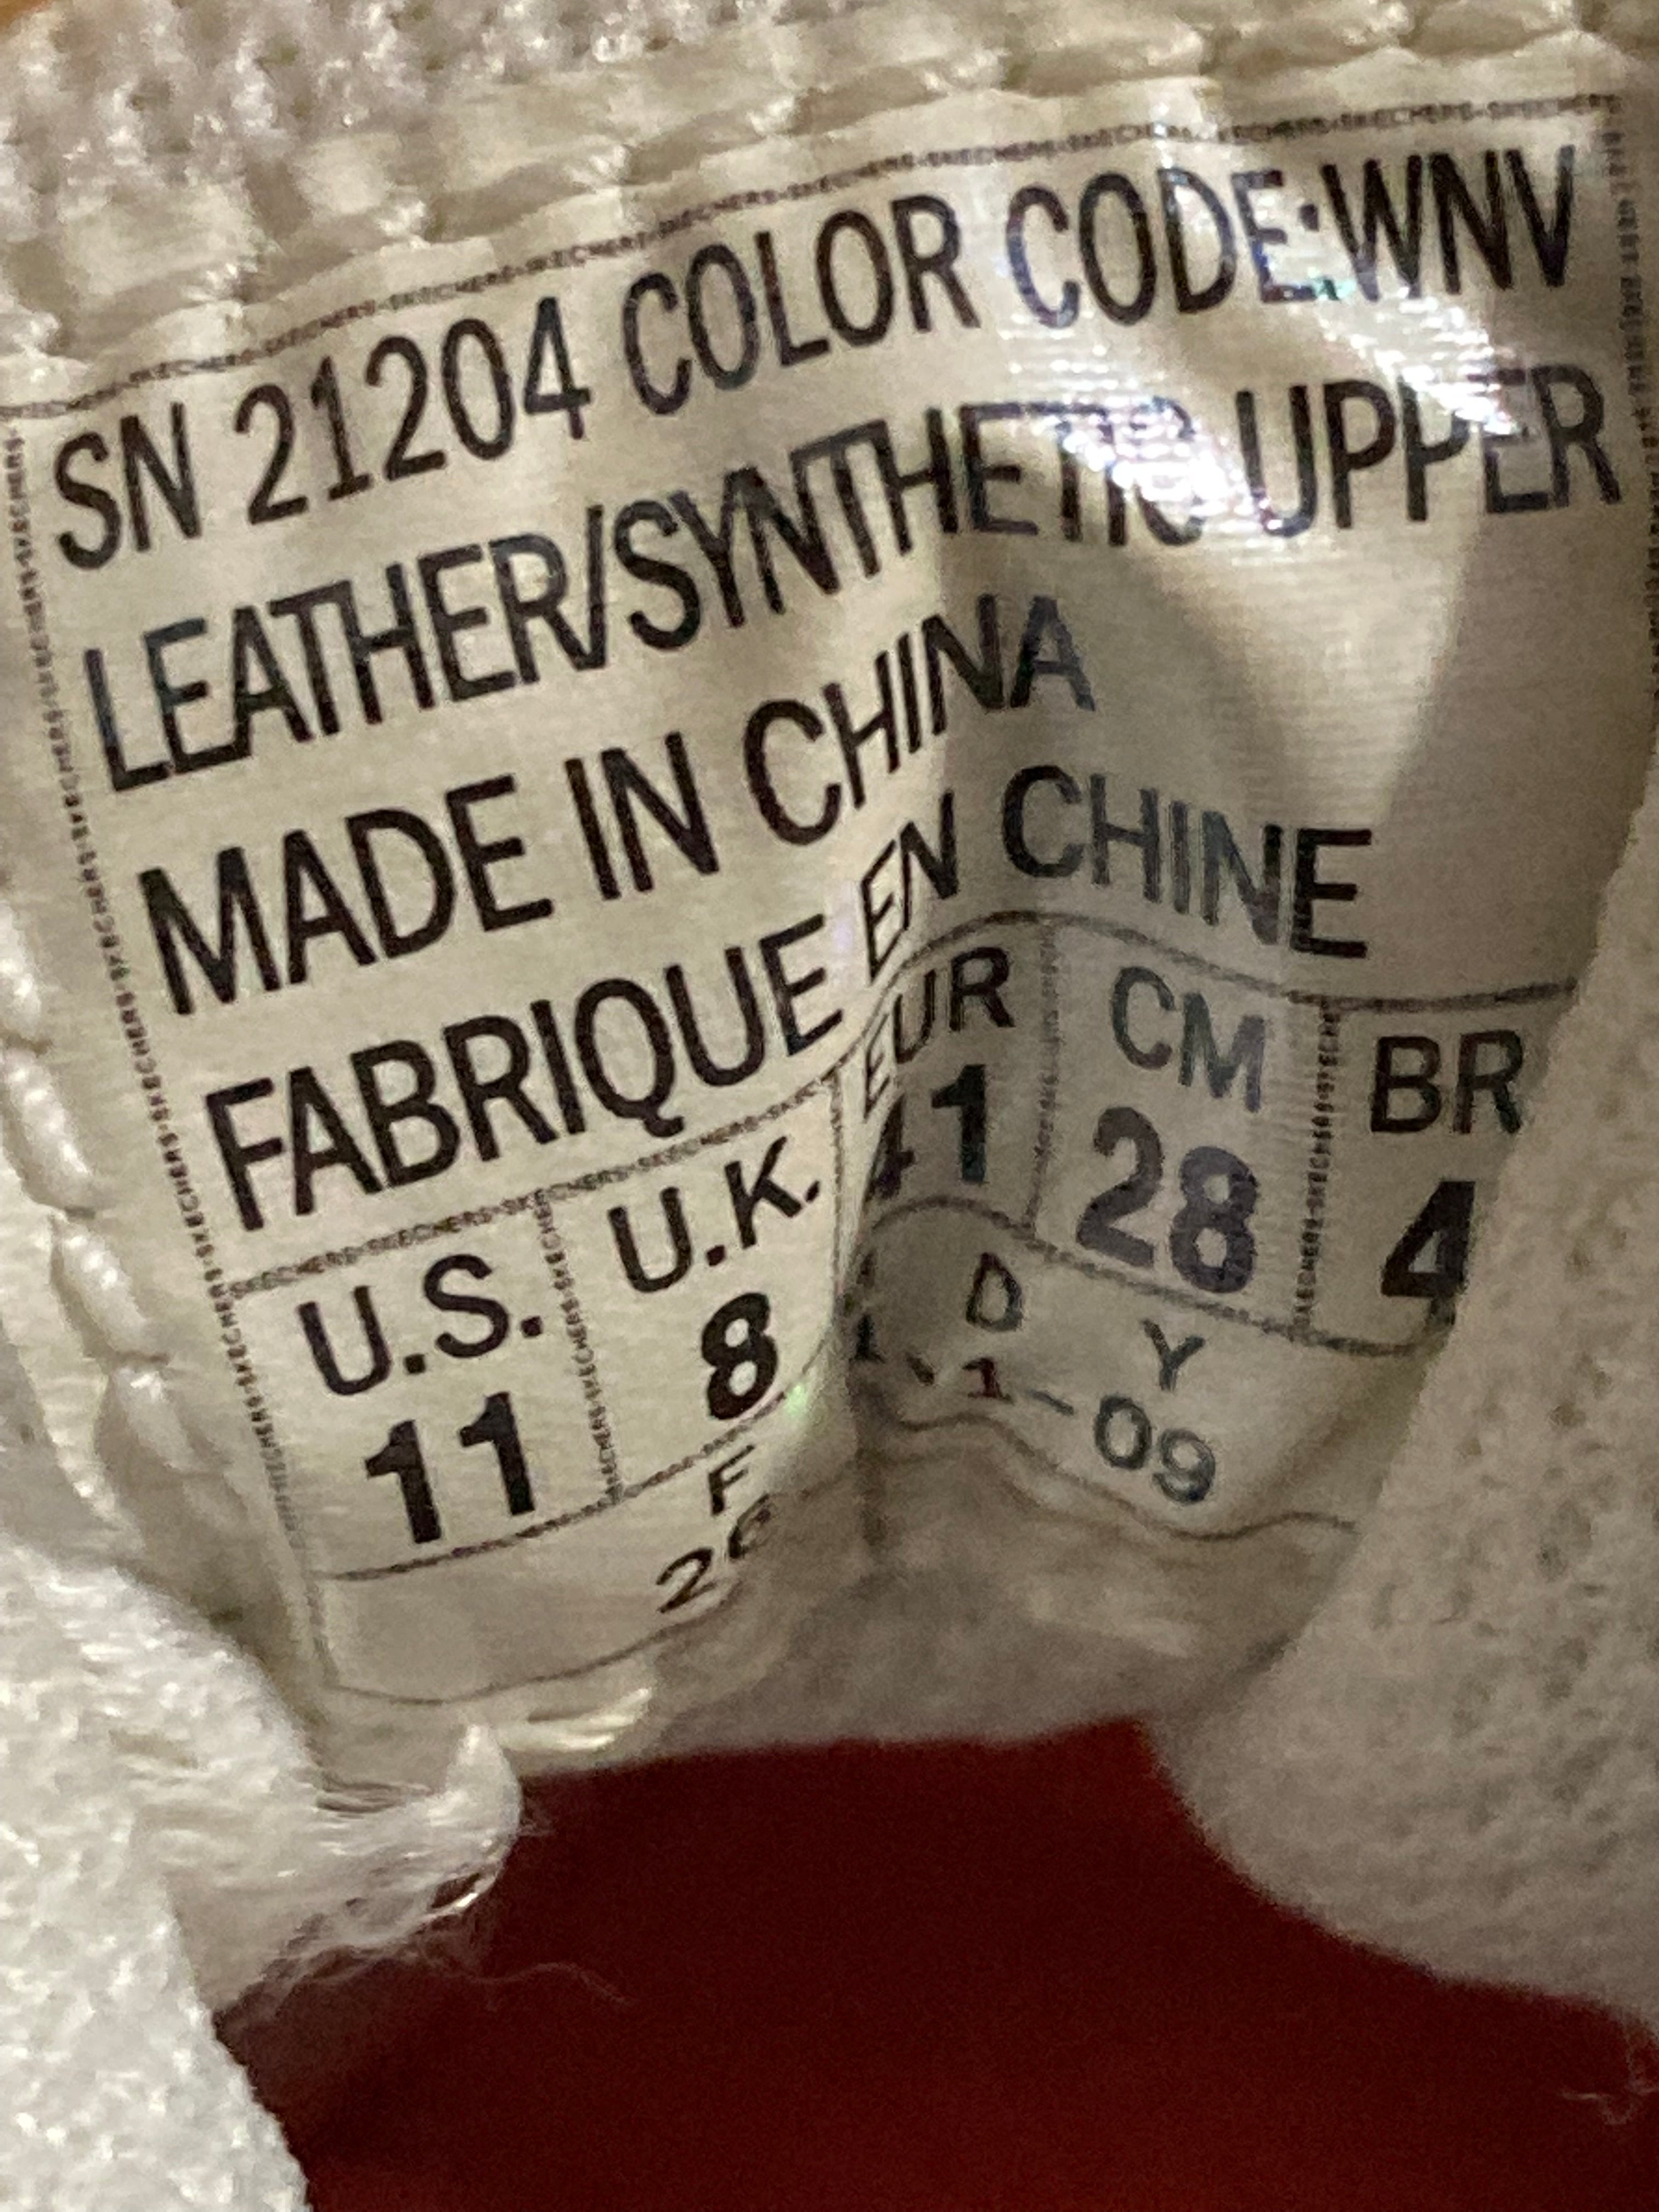 SN 21204 COLOR CODE:WNV
LEATHER/SYNTHETIC UPPER
MADE IN CHINA
FABRIQUE EN CHINE
U.S. U.K. EUR CM BR
11 8 41 28 4
F D Y
1-09